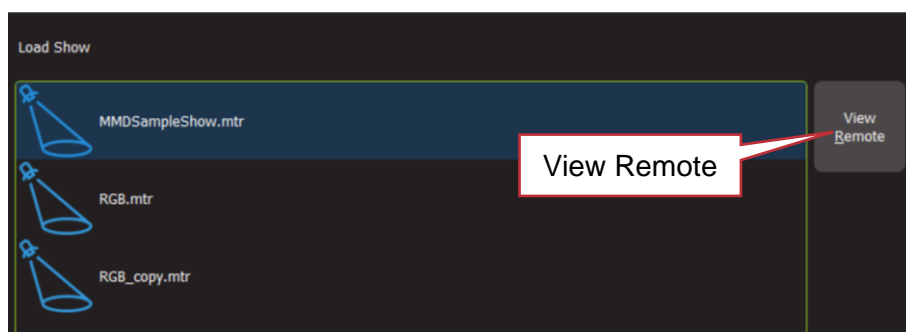 Load Show
MMDSampleShow.mtr
View
Remote
View Remote
RGB.mtr
RGB_copy.mtr